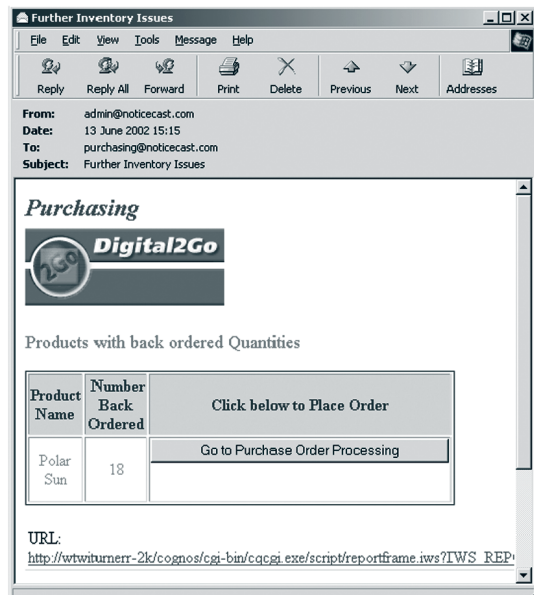 Further Inventory Issues
File Edit View Tools Message Help
Reply Reply All Forward Print Delete Previous Next Addresses
From: admin@noticecast.com
Date: 13 June 2002 15:15
To: purchasing@noticecast.com
Subject: Further Inventory Issues
Purchasing
2GO Digital2Go
Products with back ordered Quantities
Product Name Number Back Ordered Click below to Place Order
Polar Sun 18 Go to Purchase Order Processing
URL:
http://wtwiturnerr-2k/cognos/cgi-bin/cqcgi.exe/script/reportframe.iws?IWS_REP